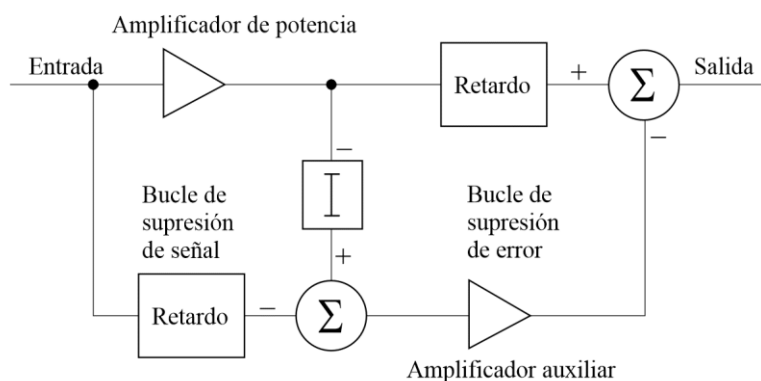 Amplificador de potencia
Entrada
Retardo
+
Σ
Salida
−
−
Bucle de
supresión
de señal
Bucle de
supresión
de error
+
Retardo
−
Σ
Amplificador auxiliar